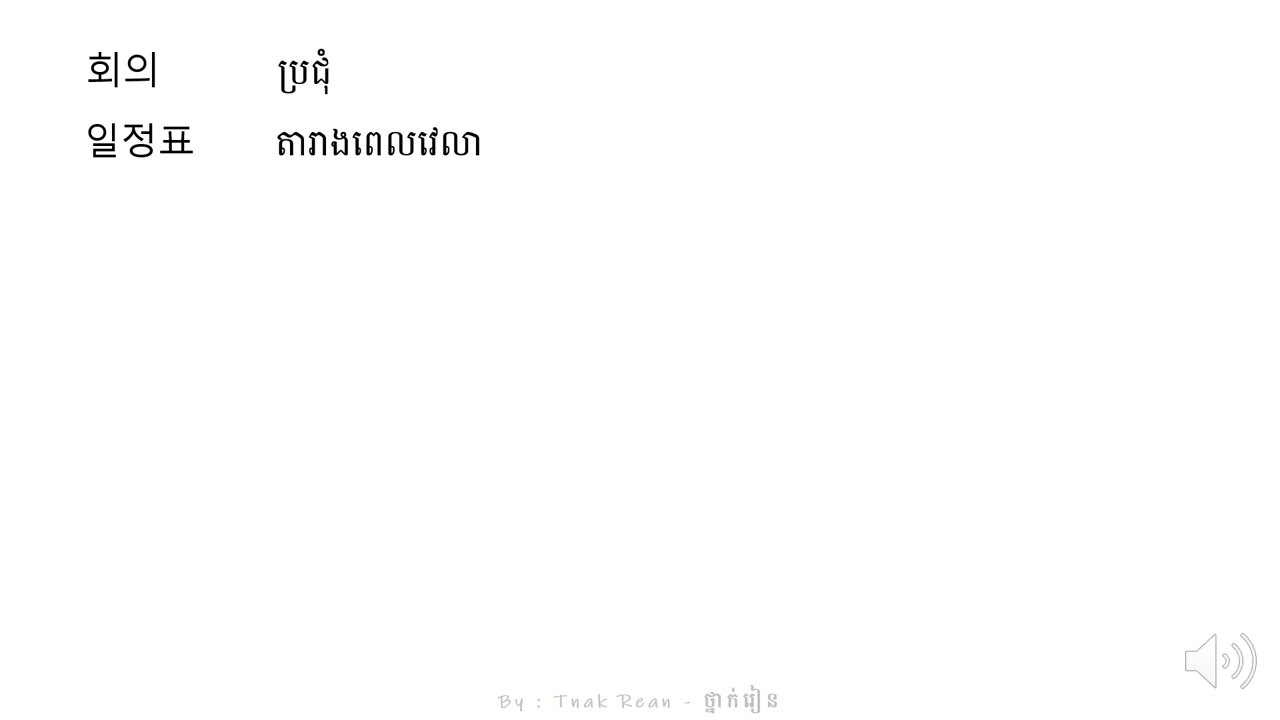 회의 ប្រជុំ
일정표 តារាងពេលវេលា
By : Tnak Rean - ថ្នាក់រៀន